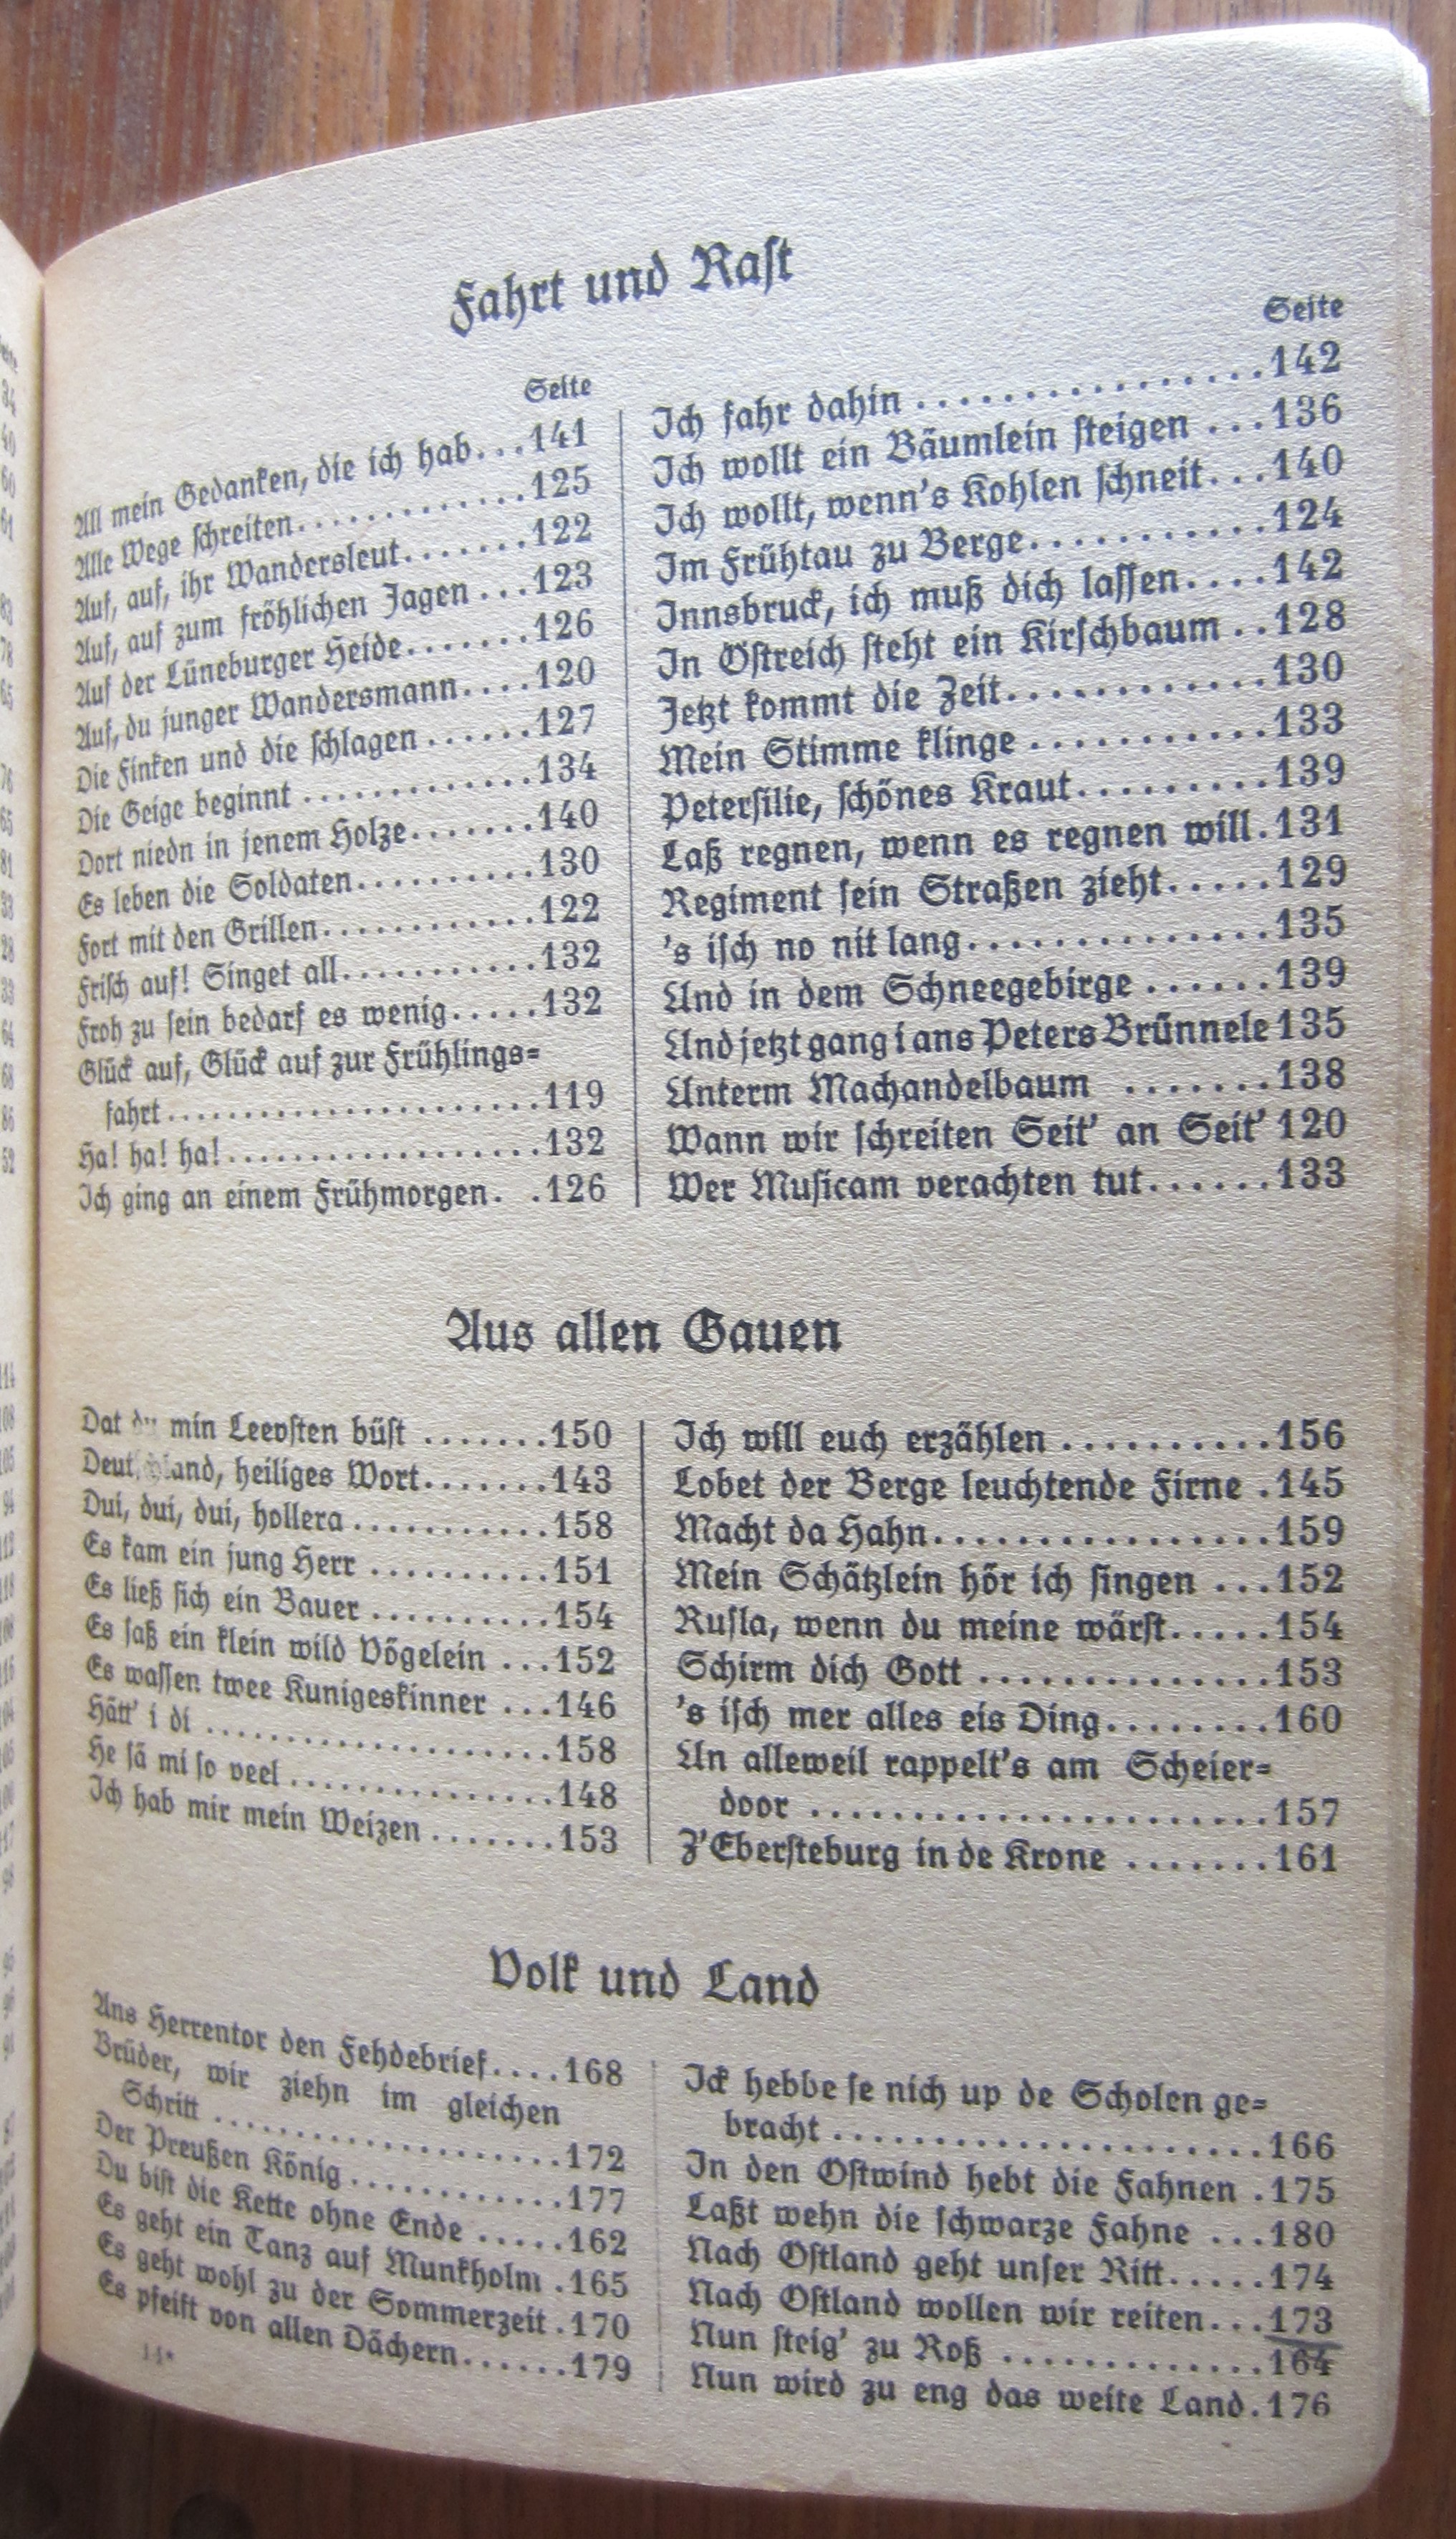 Fahrt und Rast
Seite
All mein Gedanken, die ich hab...141
Alle Wege schreiten.............125
Auf, auf, ihr Wandersleut.......122
Auf, auf zum fröhlichen Jagen...123
Auf der Lüneburger Heide.......126
Auf, du junger Wandersmann....120
Die Finken und die schlagen......127
Die Geige beginnt.............134
Dort niedn in jenem Holze.......140
Es leben die Soldaten...........130
Fort mit den Grillen............122
Frisch auf! Singet all...........132
Froh zu sein bedarf es wenig.....132
Glück auf, Glück auf zur Frühlings=
fahrt.......................119
Ha! ha! ha!...................132
Ich ging an einem Frühmorgen. .126
Seite
Ich fahr dahin.................142
Ich wollt ein Bäumlein steigen...136
Ich wollt, wenn's Kohlen schneit...140
Im Frühtau zu Berge...........124
Innsbruck, ich muß dich lassen....142
In Östreich steht ein Kirschbaum..128
Jetzt kommt die Zeit............130
Mein Stimme klinge...........133
Petersilie, schönes Kraut.........139
Laß regnen, wenn es regnen will.131
Regiment sein Straßen zieht.....129
's isch no nit lang..............135
Und in dem Schneegebirge......139
Und jetzt gang i ans Peters Brünnele 135
Unterm Machandelbaum.......138
Wann wir schreiten Seit' an Seit' 120
Wer Musicam verachten tut......133
Aus allen Gauen
Dat du min Leevsten büst.......150
Deutschland, heiliges Wort.......143
Dui, dui, dui, hollera...........158
Es kam ein jung Herr..........151
Es ließ sich ein Bauer..........154
Es saß ein klein wild Vögelein...152
Es wassen twee Kunigeskinner...146
Hätt' i di....................158
He sä mi so veel...............148
Ich hab mir mein Weizen.......153
Ich will euch erzählen..........156
Lobet der Berge leuchtende Firne.145
Macht da Hahn................159
Mein Schätzlein hör ich singen...152
Rusla, wenn du meine wärst.....154
Schirm dich Gott..............153
's isch mer alles eis Ding........160
Un alleweil rappelt's am Scheier=
door.......................157
Z'Ebersteburg in de Krone.......161
Volk und Land
Ans Herrentor den Fehdebrief....168
Brüder, wir ziehn im gleichen
Schritt.....................172
Der Preußen König.............177
Du bist die Kette ohne Ende.....162
Es geht ein Tanz auf Munkholm.165
Es geht wohl zu der Sommerzeit.170
Es pfeift von allen Dächern......179
Ick hebbe se nich up de Scholen ge=
bracht......................166
In den Ostwind hebt die Fahnen.175
Laßt wehn die schwarze Fahne...180
Nach Ostland geht unser Ritt.....174
Nach Ostland wollen wir reiten...173
Nun steig' zu Roß.............164
Nun wird zu eng das weite Land.176
14*